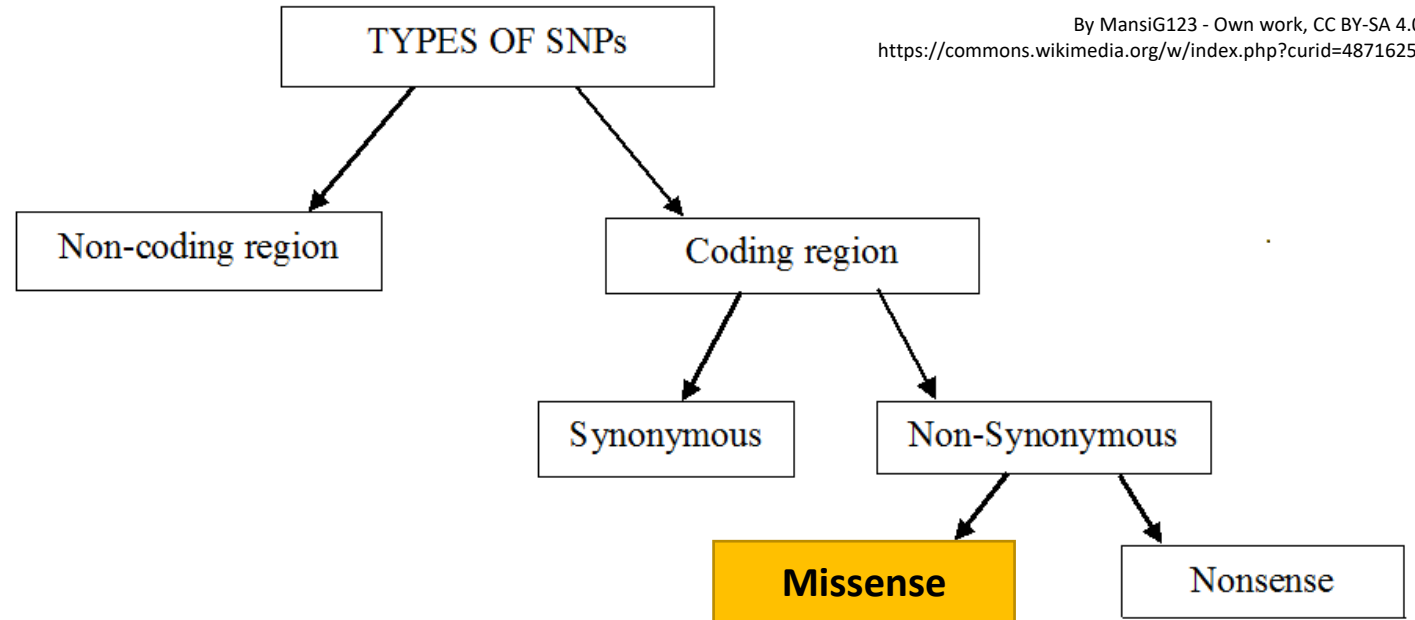 TYPES OF SNPs
By MansiG123 - Own work, CC BY-SA 4.0
https://commons.wikimedia.org/w/index.php?curid=4871625
Non-coding region
Coding region
Synonymous
Non-Synonymous
Missense
Nonsense